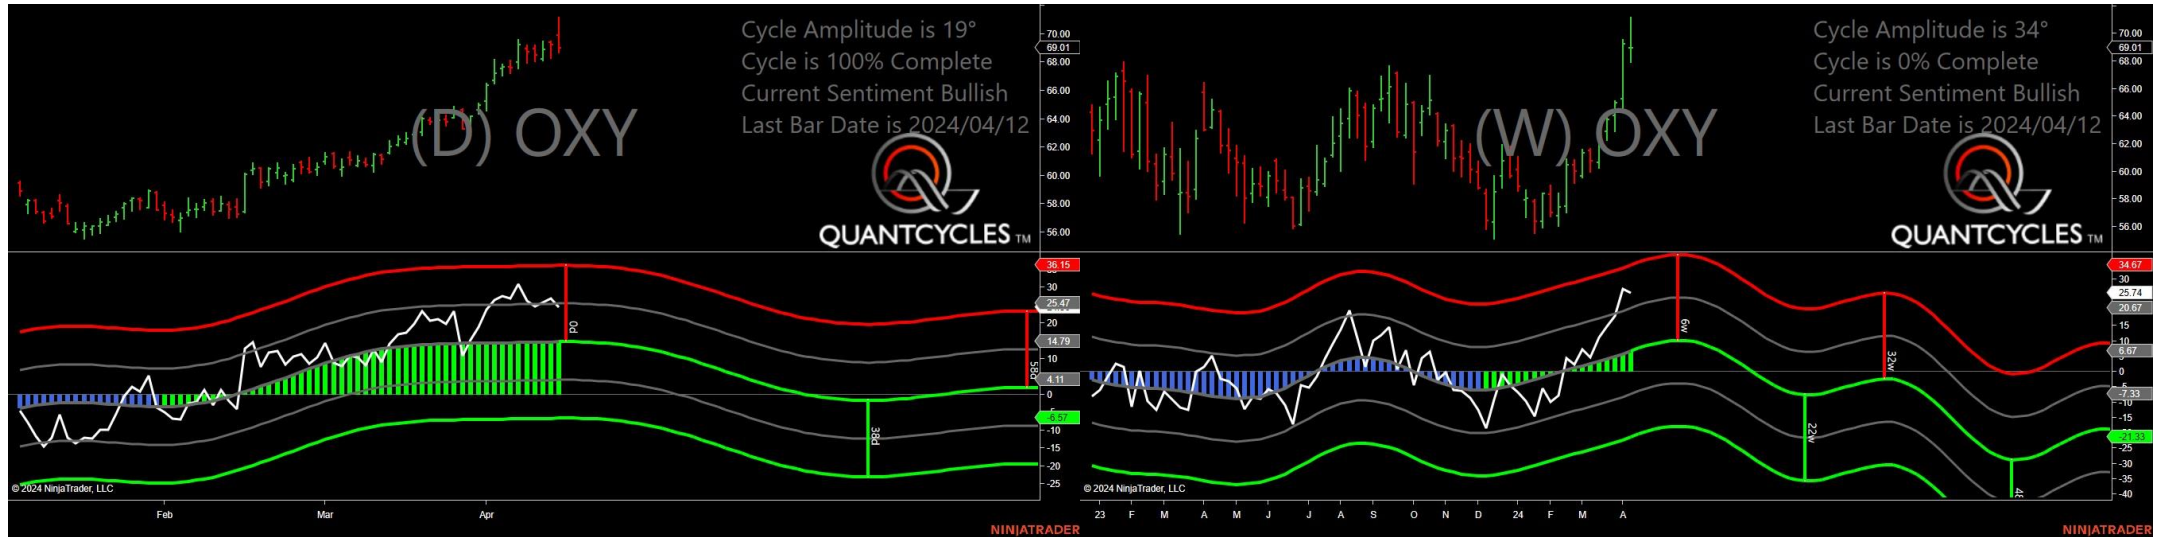 Cycle Amplitude is 19°
Cycle is 100% Complete
Current Sentiment Bullish
Last Bar Date is 2024/04/12
(D) OXY
QUANTCYCLES TM
70.00
69.01
68.00
66.00
64.00
62.00
60.00
58.00
56.00
36.15
30
25.47
20
14.79
10
4.11
0
-6.57
-10
-15
-20
-25
0d
38d
58d
© 2024 NinjaTrader, LLC
Feb Mar Apr
NINJATRADER
Cycle Amplitude is 34°
Cycle is 0% Complete
Current Sentiment Bullish
Last Bar Date is 2024/04/12
(W) OXY
QUANTCYCLES TM
70.00
69.01
68.00
66.00
64.00
62.00
60.00
58.00
56.00
34.67
30
25.74
20.67
15
10
6.67
0
-7.33
-10
-15
-21.33
-25
-30
-35
-40
6w
22w
32w
© 2024 NinjaTrader, LLC
23 F M A M J J A S O N D 24 F M A
NINJATRADER